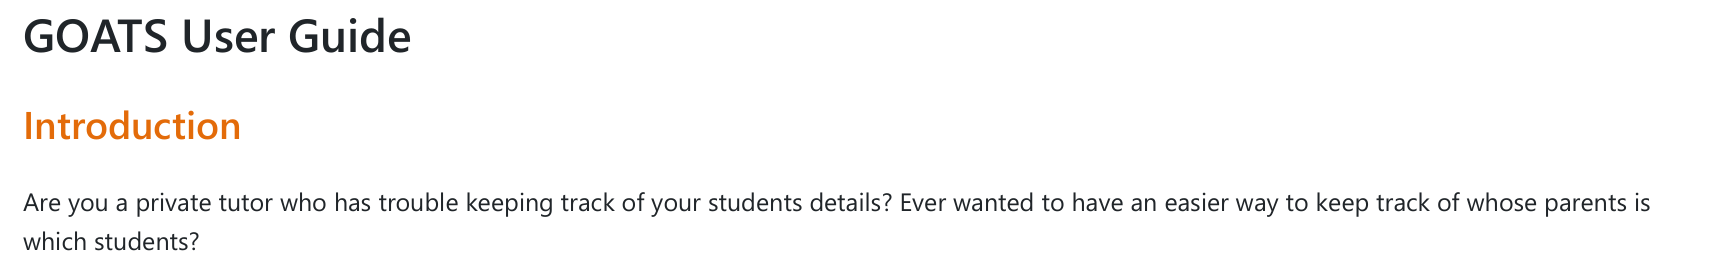 GOATS User Guide
Introduction
Are you a private tutor who has trouble keeping track of your students details? Ever wanted to have an easier way to keep track of whose parents is
which students?